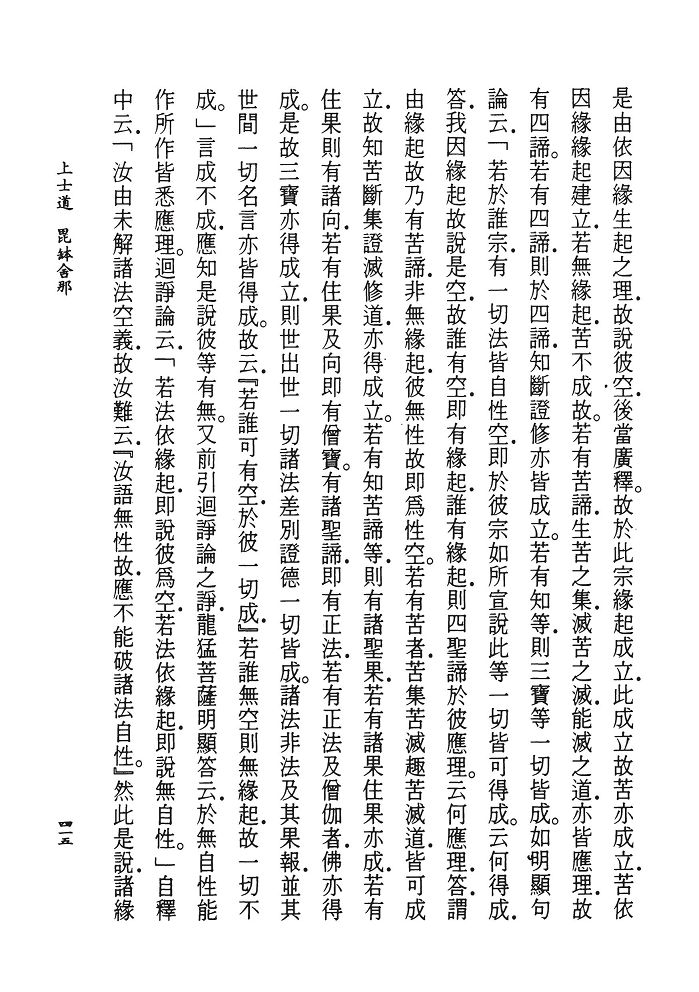 是由依因緣生起之理．故說彼空．後當廣釋。故於此宗緣起成立．此成立故苦亦成立．苦依
因緣緣起建立．若無緣起．苦不成故。若有苦諦．生苦之集．滅苦之滅．能滅之道．亦皆應理．故
有四諦。若有四諦．則於四諦知斷證修亦皆成立。若有知等．則三寶等一切皆成。如明顯句
論云．「若於誰宗．有一切法皆自性空．即於彼宗如所宣說此等一切皆可得成。云何得成．
答．我因緣起故說是空．故誰有空．即有緣起．誰有緣起．則四聖諦於彼應理。云何應理．答．謂
由緣起故乃有苦諦．非無緣起．彼無性故即爲性空。若有苦者．苦集苦滅趣苦滅道．皆可成
立．故知苦斷集證滅修道．亦得成立。若有知苦諦等．則有諸聖果．若有諸果住果亦成．若有
住果則有諸向．若有住果及向即有僧寶。有諸聖諦．即有正法．若有正法及僧伽者．佛亦得
成。是故三寶亦得成立．則世出世一切諸法差別證德一切皆成。諸法非法及其果報．並其
世間一切名言亦皆得成。故云．『若誰可有空．於彼一切成．』若誰無空則無緣起．故一切不
成。」言成不成．應知是說彼等有無。又前引迴諍論之諍．龍猛菩薩明顯答云．於無自性能
作所作皆悉應理。迴諍論云．「若法依緣起．即說彼爲空．若法依緣起．即說無自性。」自釋
中云．「汝由未解諸法空義．故汝難云．『汝語無性故．應不能破諸法自性。』然此是說．諸緣
上士道　毘鉢舍那
四一五